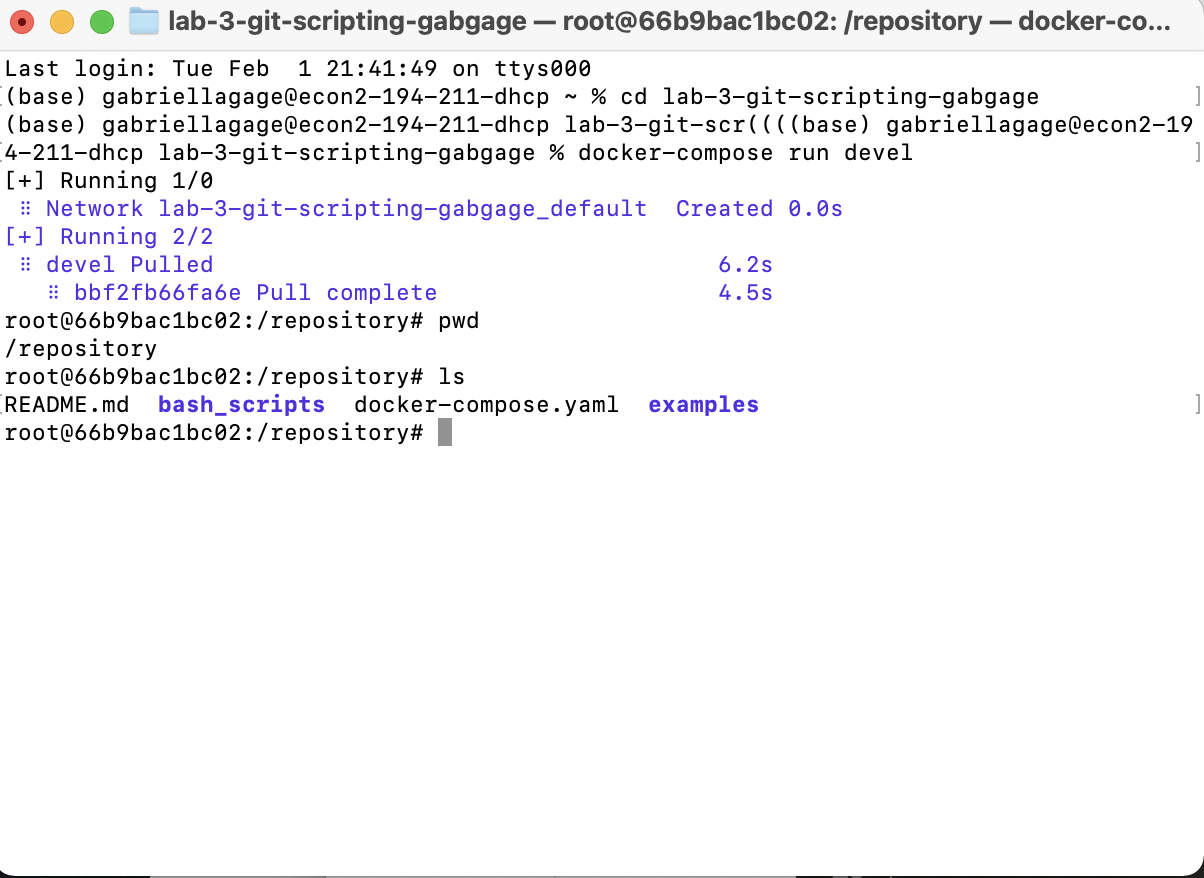 lab-3-git-scripting-gabgage — root@66b9bac1bc02: /repository — docker-co...
Last login: Tue Feb  1 21:41:49 on ttys000
[(base) gabriellagage@econ2-194-211-dhcp ~ % cd lab-3-git-scripting-gabgage ]
(base) gabriellagage@econ2-194-211-dhcp lab-3-git-scr((((base) gabriellagage@econ2-19
[4-211-dhcp lab-3-git-scripting-gabgage % docker-compose run devel ]
[+] Running 1/0
⠿ Network lab-3-git-scripting-gabgage_default  Created 0.0s
[+] Running 2/2
⠿ devel Pulled 6.2s
⠿ bbf2fb66fa6e Pull complete 4.5s
root@66b9bac1bc02:/repository# pwd
/repository
root@66b9bac1bc02:/repository# ls
[README.md  bash_scripts  docker-compose.yaml  examples ]
root@66b9bac1bc02:/repository#